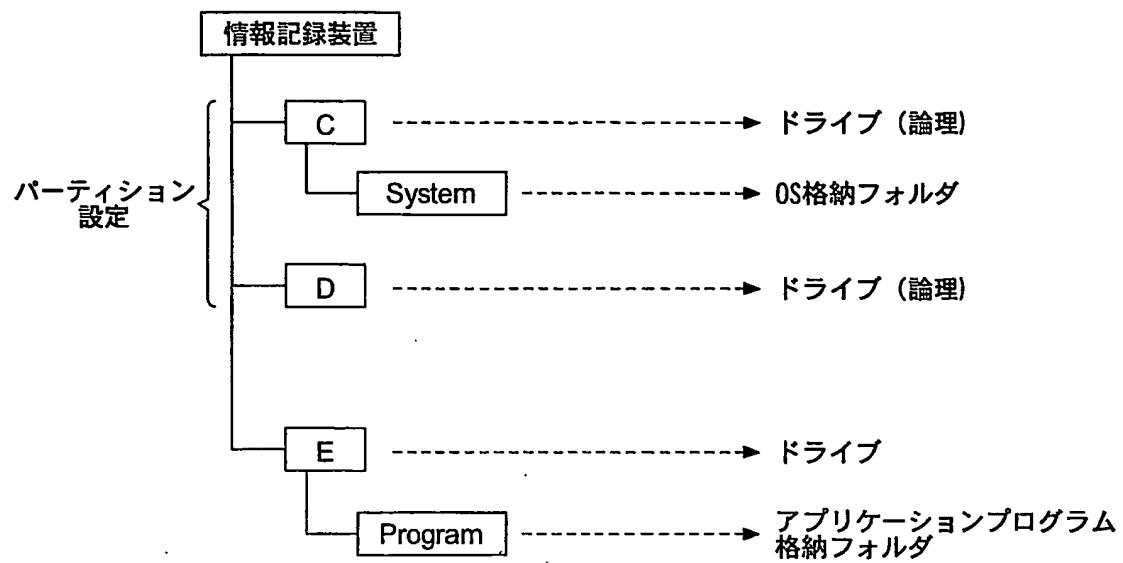 情報記録装置
C
ドライブ（論理)
パーティション
設定
System
OS格納フォルダ
D
ドライブ（論理)
E
ドライブ
Program
アプリケーションプログラム
格納フォルダ